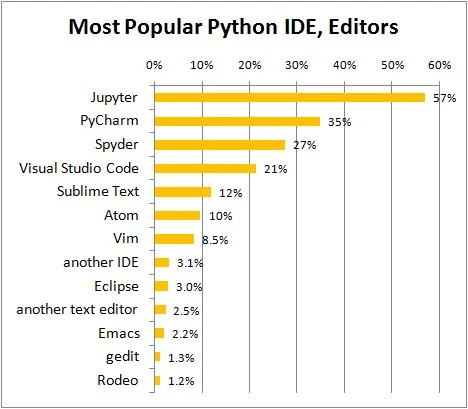 Most Popular Python IDE, Editors
0% 10% 20% 30% 40% 50% 60%
Jupyter 57%
PyCharm 35%
Spyder 27%
Visual Studio Code 21%
Sublime Text 12%
Atom 10%
Vim 8.5%
another IDE 3.1%
Eclipse 3.0%
another text editor 2.5%
Emacs 2.2%
gedit 1.3%
Rodeo 1.2%